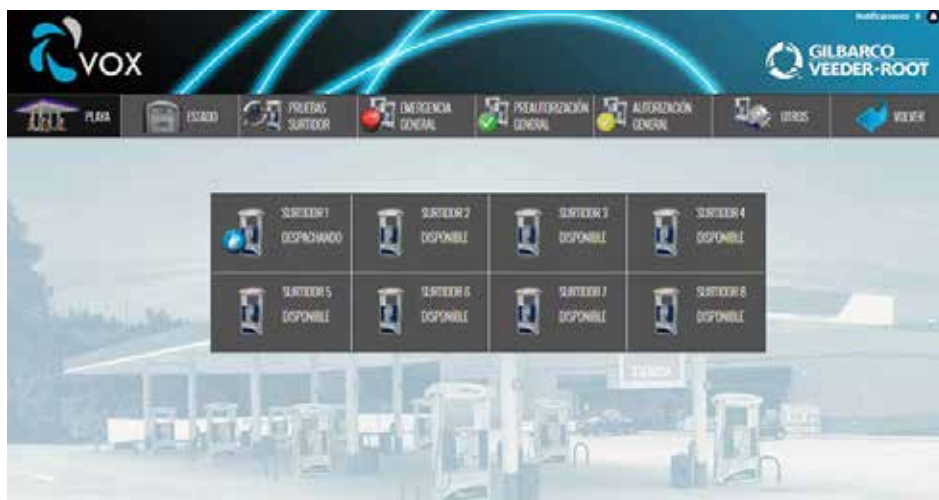 Notificaciones 0
VOX
GILBARCO
VEEDER-ROOT
PLAYA
ESTADO
PRUEBAS
SURTIDOR
EMERGENCIA
GENERAL
PREAUTORIZACIÓN
GENERAL
AUTORIZACIÓN
GENERAL
OTROS
VOLVER
SURTIDOR 1
DESPACHANDO
SURTIDOR 2
DISPONIBLE
SURTIDOR 3
DISPONIBLE
SURTIDOR 4
DISPONIBLE
SURTIDOR 5
DISPONIBLE
SURTIDOR 6
DISPONIBLE
SURTIDOR 7
DISPONIBLE
SURTIDOR 8
DISPONIBLE